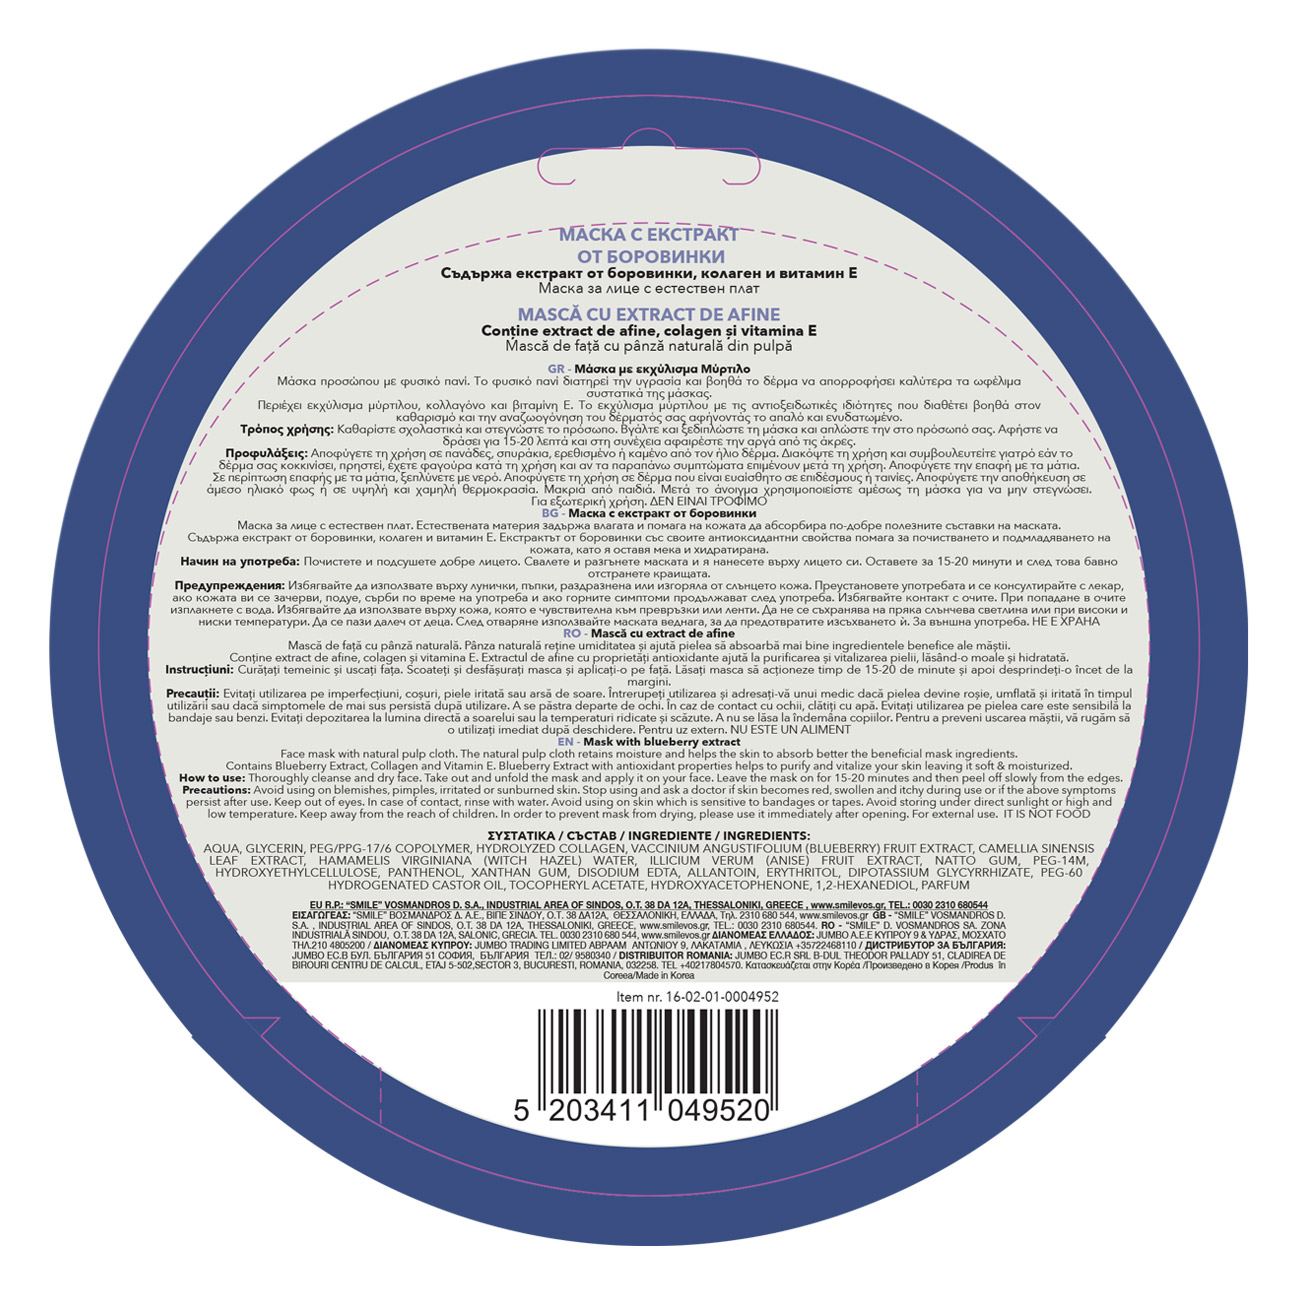 МАСКА С ЕКСТРАКТ
ОТ БОРОВИНКИ
Съдържа екстракт от боровинки, колаген и витамин Е
Маска за лице с естествен плат
MASCĂ CU EXTRACT DE AFINE
Conține extract de afine, colagen și vitamina E
Mască de față cu pânză naturală din pulpă
GR - Μάσκα με εκχύλισμα Μύρτιλο
Μάσκα προσώπου με φυσικό πανί. Το φυσικό πανί διατηρεί την υγρασία και βοηθά το δέρμα να απορροφήσει καλύτερα τα ωφέλιμα
συστατικά της μάσκας.
Περιέχει εκχύλισμα μύρτιλου, κολλαγόνο και βιταμίνη Ε. Το εκχύλισμα μύρτιλου με τις αντιοξειδωτικές ιδιότητες που διαθέτει βοηθά στον
καθαρισμό και την αναζωογόνηση του δέρματός σας αφήνοντάς το απαλό και ενυδατωμένο.
Τρόπος χρήσης: Καθαρίστε σχολαστικά και στεγνώστε το πρόσωπο. Βγάλτε και ξεδιπλώστε τη μάσκα και απλώστε την στο πρόσωπό σας. Αφήστε να
δράσει για 15-20 λεπτά και στη συνέχεια αφαιρέστε την αργά από τις άκρες.
Προφυλάξεις: Αποφύγετε τη χρήση σε πανάδες, σπυράκια, ερεθισμένο ή καμένο από τον ήλιο δέρμα. Διακόψτε τη χρήση και συμβουλευτείτε γιατρό εάν το
δέρμα σας κοκκινίσει, πρηστεί, έχετε φαγούρα κατά τη χρήση και αν τα παραπάνω συμπτώματα επιμένουν μετά τη χρήση. Αποφύγετε την επαφή με τα μάτια.
Σε περίπτωση επαφής με τα μάτια, ξεπλύνετε με νερό. Αποφύγετε τη χρήση σε δέρμα που είναι ευαίσθητο σε επιδέσμους ή ταινίες. Αποφύγετε την αποθήκευση σε
άμεσο ηλιακό φως ή σε υψηλή και χαμηλή θερμοκρασία. Μακριά από παιδιά. Μετά το άνοιγμα χρησιμοποιείστε αμέσως τη μάσκα για να μην στεγνώσει.
Για εξωτερική χρήση. ΔΕΝ ΕΙΝΑΙ ΤΡΟΦΙΜΟ
BG - Маска с екстракт от боровинки
Маска за лице с естествен плат. Естествената материя задържа влагата и помага на кожата да абсорбира по-добре полезните съставки на маската.
Съдържа екстракт от боровинки, колаген и витамин Е. Екстрактът от боровинки със своите антиоксидантни свойства помага за почистването и подмладяването на
кожата, като я оставя мека и хидратирана.
Начин на употреба: Почистете и подсушете добре лицето. Свалете и разгънете маската и я нанесете върху лицето си. Оставете за 15-20 минути и след това бавно
отстранете краищата.
Предупреждения: Избягвайте да използвате върху лунички, пъпки, раздразнена или изгоряла от слънцето кожа. Преустановете употребата и се консултирайте с лекар,
ако кожата ви се зачерви, подуе, сърби по време на употреба и ако горните симптоми продължават след употреба. Избягвайте контакт с очите. При попадане в очите
изплакнете с вода. Избягвайте да използвате върху кожа, която е чувствителна към превръзки или ленти. Да не се съхранява на пряка слънчева светлина или при високи и
ниски температури. Да се пази далеч от деца. След отваряне използвайте маската веднага, за да предотвратите изсъхването ѝ. За външна употреба. НЕ Е ХРАНА
RO - Mască cu extract de afine
Mască de față cu pânză naturală. Pânza naturală reține umiditatea și ajută pielea să absoarbă mai bine ingredientele benefice ale măștii.
Conține extract de afine, colagen și vitamina E. Extractul de afine cu proprietăți antioxidante ajută la purificarea și vitalizarea pielii, lăsând-o moale și hidratată.
Instrucțiuni: Curățați temeinic și uscați fața. Scoateți și desfășurați masca și aplicați-o pe față. Lăsați masca să acționeze timp de 15-20 de minute și apoi desprindeți-o încet de la
margini.
Precauții: Evitați utilizarea pe imperfecțiuni, coșuri, piele iritată sau arsă de soare. Întrerupeți utilizarea și adresați-vă unui medic dacă pielea devine roșie, umflată și iritată în timpul
utilizării sau dacă simptomele de mai sus persistă după utilizare. A se păstra departe de ochi. În caz de contact cu ochii, clătiți cu apă. Evitați utilizarea pe pielea care este sensibilă la
bandaje sau benzi. Evitați depozitarea la lumina directă a soarelui sau la temperaturi ridicate și scăzute. A nu se lăsa la îndemâna copiilor. Pentru a preveni uscarea măștii, vă rugăm să
o utilizați imediat după deschidere. Pentru uz extern. NU ESTE UN ALIMENT
EN - Mask with blueberry extract
Face mask with natural pulp cloth. The natural pulp cloth retains moisture and helps the skin to absorb better the beneficial mask ingredients.
Contains Blueberry Extract, Collagen and Vitamin E. Blueberry Extract with antioxidant properties helps to purify and vitalize your skin leaving it soft & moisturized.
How to use: Thoroughly cleanse and dry face. Take out and unfold the mask and apply it on your face. Leave the mask on for 15-20 minutes and then peel off slowly from the edges.
Precautions: Avoid using on blemishes, pimples, irritated or sunburned skin. Stop using and ask a doctor if skin becomes red, swollen and itchy during use or if the above symptoms
persist after use. Keep out of eyes. In case of contact, rinse with water. Avoid using on skin which is sensitive to bandages or tapes. Avoid storing under direct sunlight or high and
low temperature. Keep away from the reach of children. In order to prevent mask from drying, please use it immediately after opening. For external use. IT IS NOT FOOD
ΣΥΣΤΑΤΙΚΑ / СЪСТАВ / INGREDIENTE / INGREDIENTS:
AQUA, GLYCERIN, PEG/PPG-17/6 COPOLYMER, HYDROLYZED COLLAGEN, VACCINIUM ANGUSTIFOLIUM (BLUEBERRY) FRUIT EXTRACT, CAMELLIA SINENSIS
LEAF EXTRACT, HAMAMELIS VIRGINIANA (WITCH HAZEL) WATER, ILLICIUM VERUM (ANISE) FRUIT EXTRACT, NATTO GUM, PEG-14M,
HYDROXYETHYLCELLULOSE, PANTHENOL, XANTHAN GUM, DISODIUM EDTA, ALLANTOIN, ERYTHRITOL, DIPOTASSIUM GLYCYRRHIZATE, PEG-60
HYDROGENATED CASTOR OIL, TOCOPHERYL ACETATE, HYDROXYACETOPHENONE, 1,2-HEXANEDIOL, PARFUM
EU R.P.: "SMILE" VOSMANDROS D. S.A., INDUSTRIAL AREA OF SINDOS, O.T. 38 DA 12A, THESSALONIKI, GREECE , www.smilevos.gr, TEL.: 0030 2310 680544
ΕΙΣΑΓΩΓΕΑΣ: "SMILE" ΒΟΣΜΑΝΔΡΟΣ Δ. Α.Ε., ΒΙΠΕ ΣΙΝΔΟΥ, Ο.Τ. 38 ΔΑ12Α, ΘΕΣΣΑΛΟΝΙΚΗ, ΕΛΛΑΔΑ, Τηλ. 2310 680 544, www.smilevos.gr GB - "SMILE" VOSMANDROS D.
S.A. , INDUSTRIAL AREA OF SINDOS, O.T. 38 DA 12A, THESSALONIKI, GREECE, www.smilevos.gr, TEL.: 0030 2310 680544. RO - "SMILE" D. VOSMANDROS SA. ZONA
INDUSTRIALĂ SINDOU, O.T. 38 DA 12A, SALONIC, GRECIA. TEL. 0030 2310 680 544, www.smilevos.gr ΔΙΑΝΟΜΕΑΣ ΕΛΛΑΔΟΣ: JUMBO A.E.E ΚΥΠΡΟΥ 9 & ΥΔΡΑΣ, ΜΟΣΧΑΤΟ
ΤΗΛ.210 4805200 / ΔΙΑΝΟΜΕΑΣ ΚΥΠΡΟΥ: JUMBO TRADING LIMITED ΑΒΡΑΑΜ ΑΝΤΩΝΙΟΥ 9, ΛΑΚΑΤΑΜΙΑ , ΛΕΥΚΩΣΙΑ +35722468110 / ДИСТРИБУТОР ЗА БЪЛГАРИЯ:
JUMBO EC.B БУЛ. БЪЛГАРИЯ 51 СОФИЯ, БЪЛГАРИЯ ТЕЛ.: 02/ 9580340 / DISTRIBUITOR ROMANIA: JUMBO EC.R SRL B-DUL THEODOR PALLADY 51, CLADIREA DE
BIROURI CENTRU DE CALCUL, ETAJ 5-502,SECTOR 3, BUCURESTI, ROMANIA, 032258. TEL +40217804570. Κατασκευάζεται στην Κορέα /Произведено в Корея /Produs în
Coreea/Made in Korea
Item nr. 16-02-01-0004952
5 203411 049520